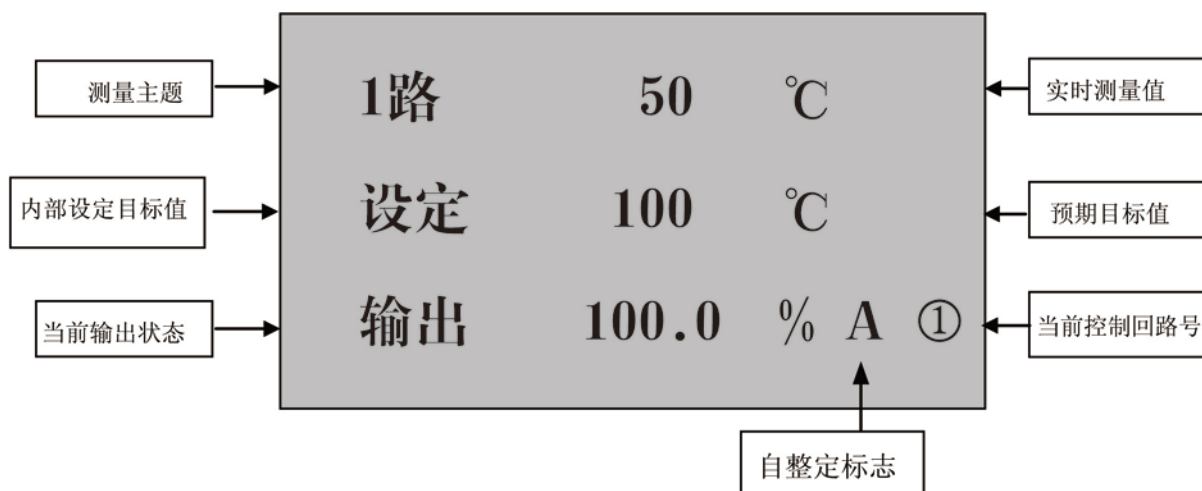 测量主题
1路 50 ℃
实时测量值
内部设定目标值
设定 100 ℃
预期目标值
当前输出状态
输出 100.0 % A ①
当前控制回路号
自整定标志